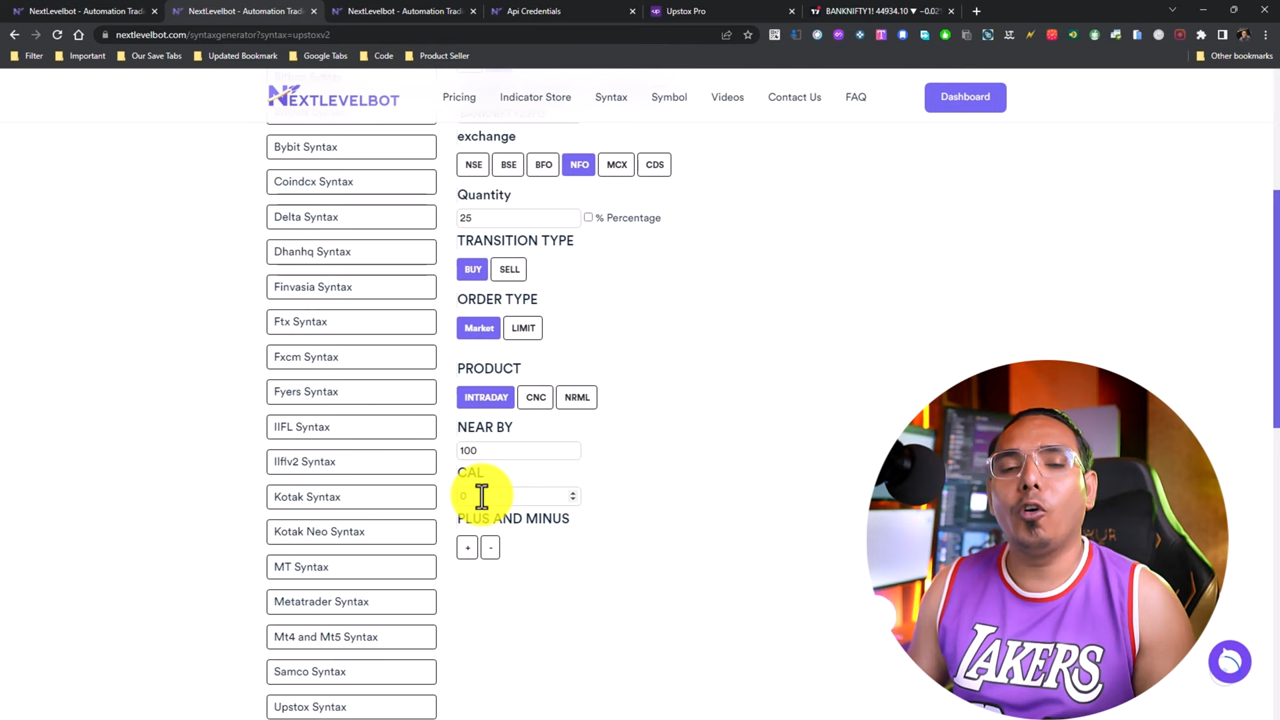 NextLevelbot - Automation Trad
NextLevelbot - Automation Trad
NextLevelbot - Automation Trad
Api Credentials
Upstox Pro
BANKNIFTY1! 44934.10 ▼ -0.02
nextlevelbot.com/syntaxgenerator?syntax=upstoxv2
Filter
Important
Our Save Tabs
Updated Bookmark
Google Tabs
Code
Product Seller
Other bookmarks
NEXTLEVELBOT
Pricing
Indicator Store
Syntax
Symbol
Videos
Contact Us
FAQ
Dashboard
Bybit Syntax
Coindcx Syntax
Delta Syntax
Dhanhq Syntax
Finvasia Syntax
Ftx Syntax
Fxcm Syntax
Fyers Syntax
IIFL Syntax
Iiflv2 Syntax
Kotak Syntax
Kotak Neo Syntax
MT Syntax
Metatrader Syntax
Mt4 and Mt5 Syntax
Samco Syntax
Upstox Syntax
exchange
NSE BSE BFO NFO MCX CDS
Quantity
25 % Percentage
TRANSITION TYPE
BUY SELL
ORDER TYPE
Market LIMIT
PRODUCT
INTRADAY CNC NRML
NEAR BY
100
CAL
0
PLUS AND MINUS
+ -
LAKERS